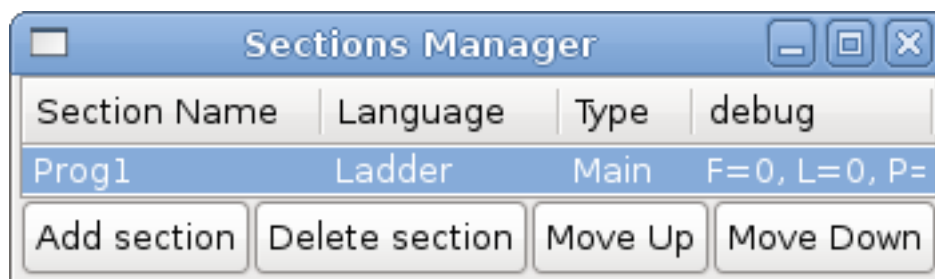 Sections Manager
Section Name Language Type debug
Prog1 Ladder Main F=0, L=0, P=
Add section Delete section Move Up Move Down